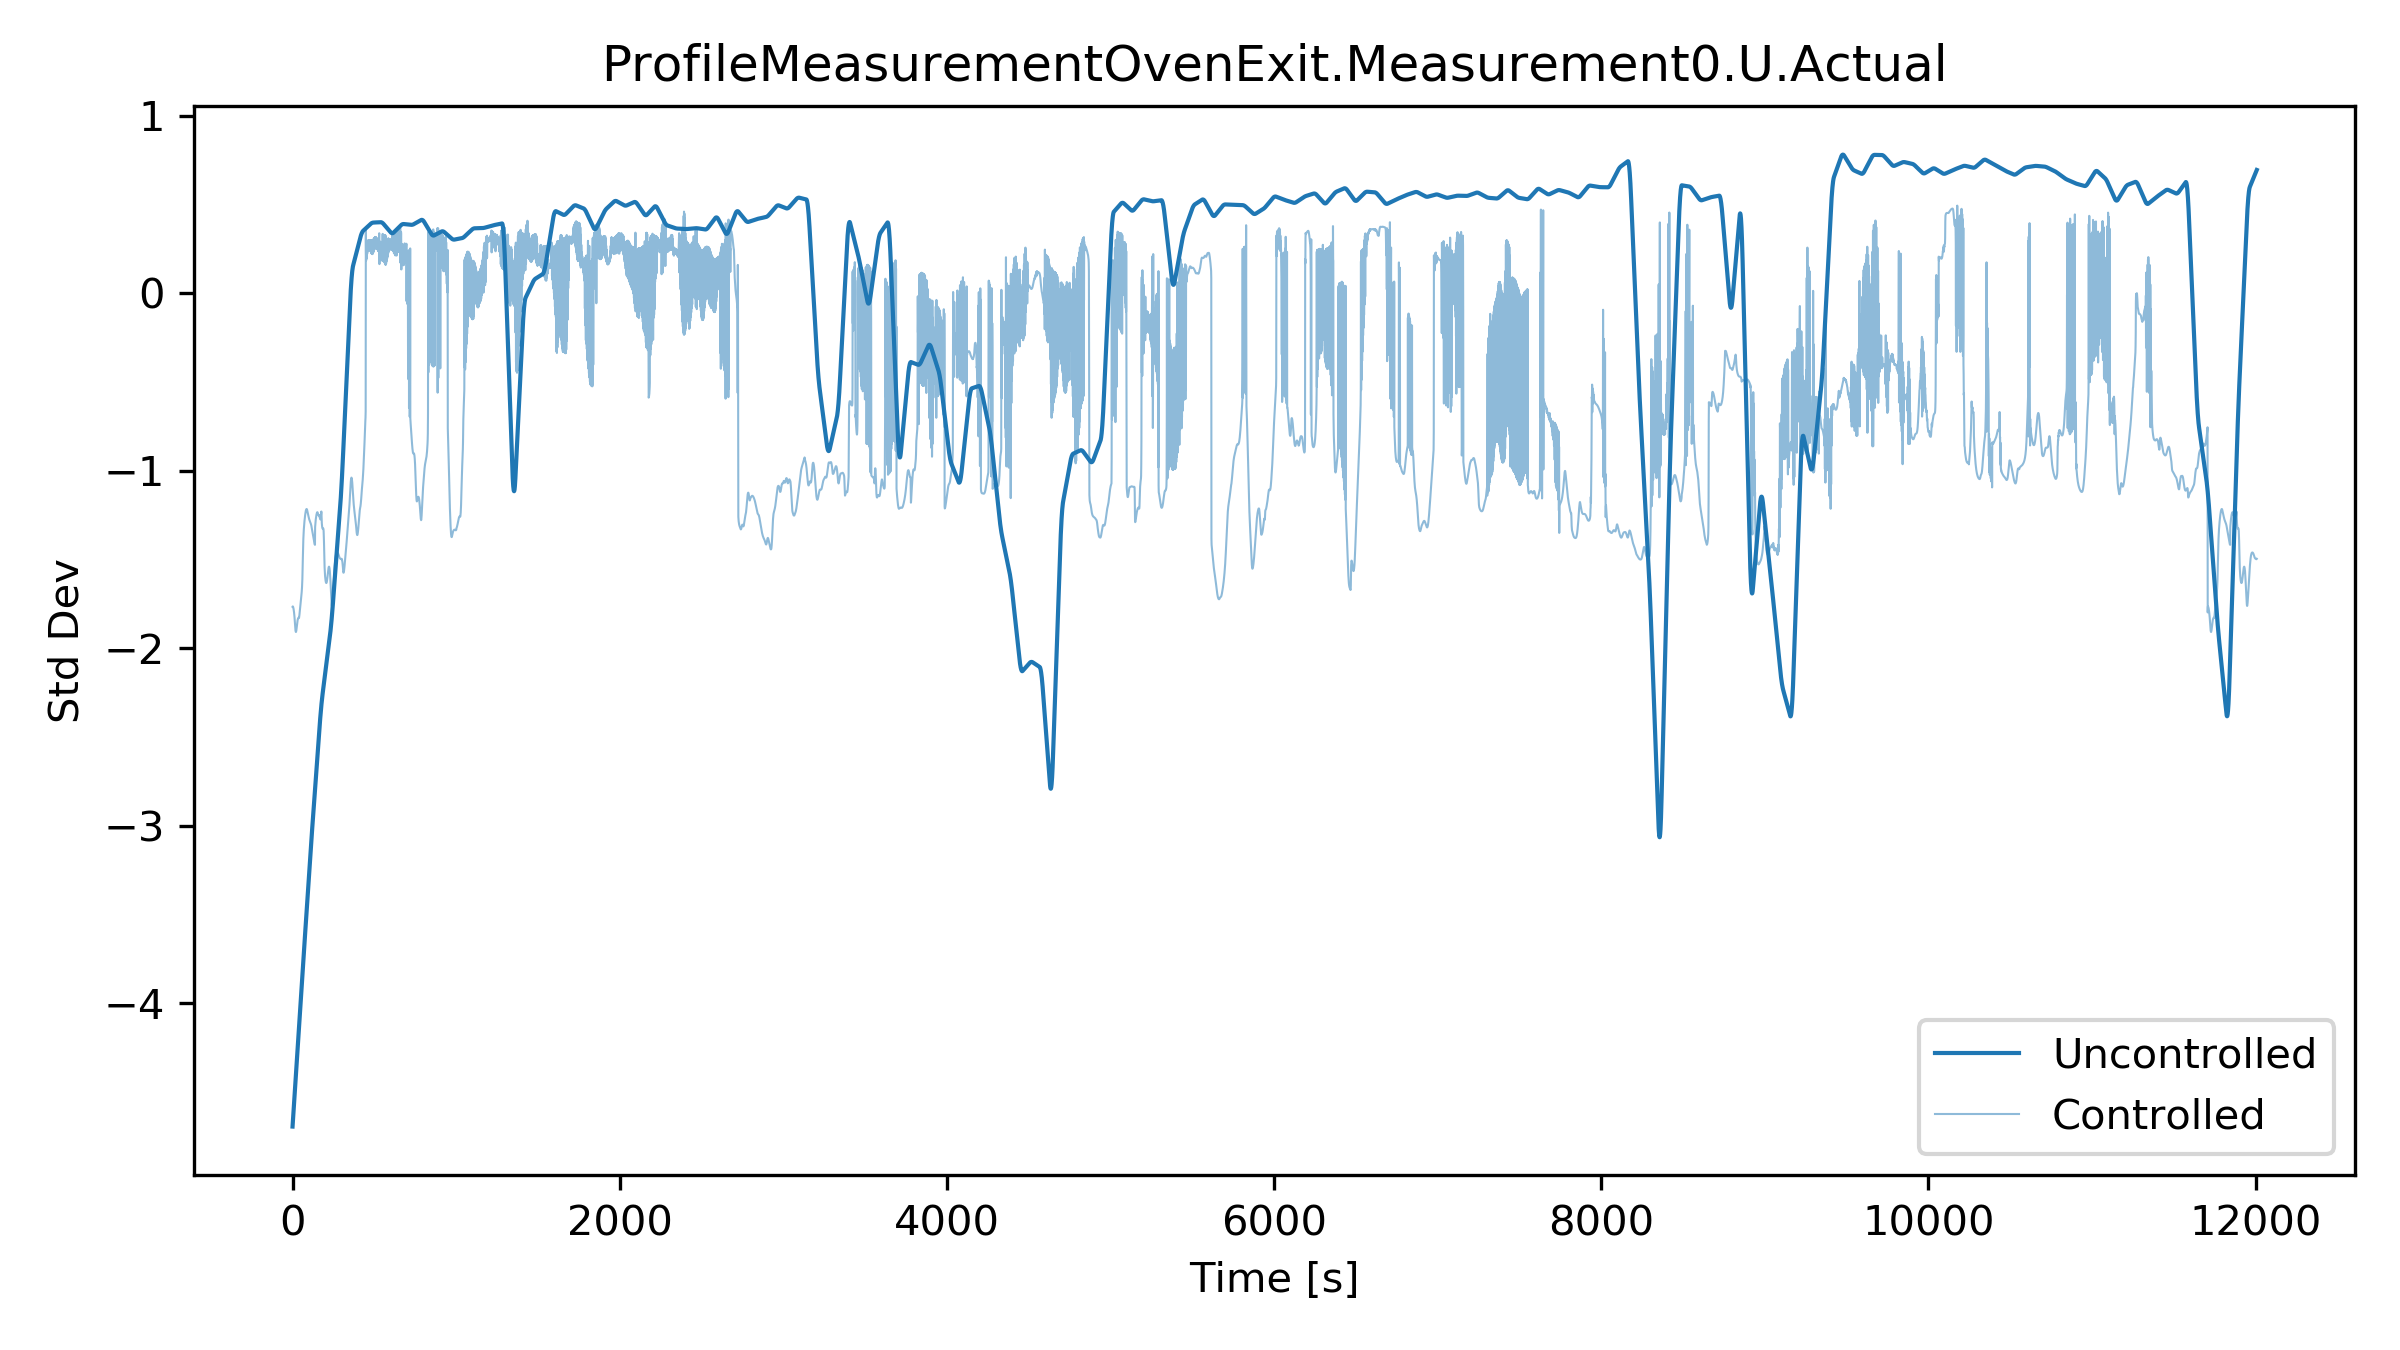 ProfileMeasurementOvenExit.Measurement0.U.Actual
Std Dev
1
0
−1
−2
−3
−4
Uncontrolled
Controlled
0 2000 4000 6000 8000 10000 12000
Time [s]